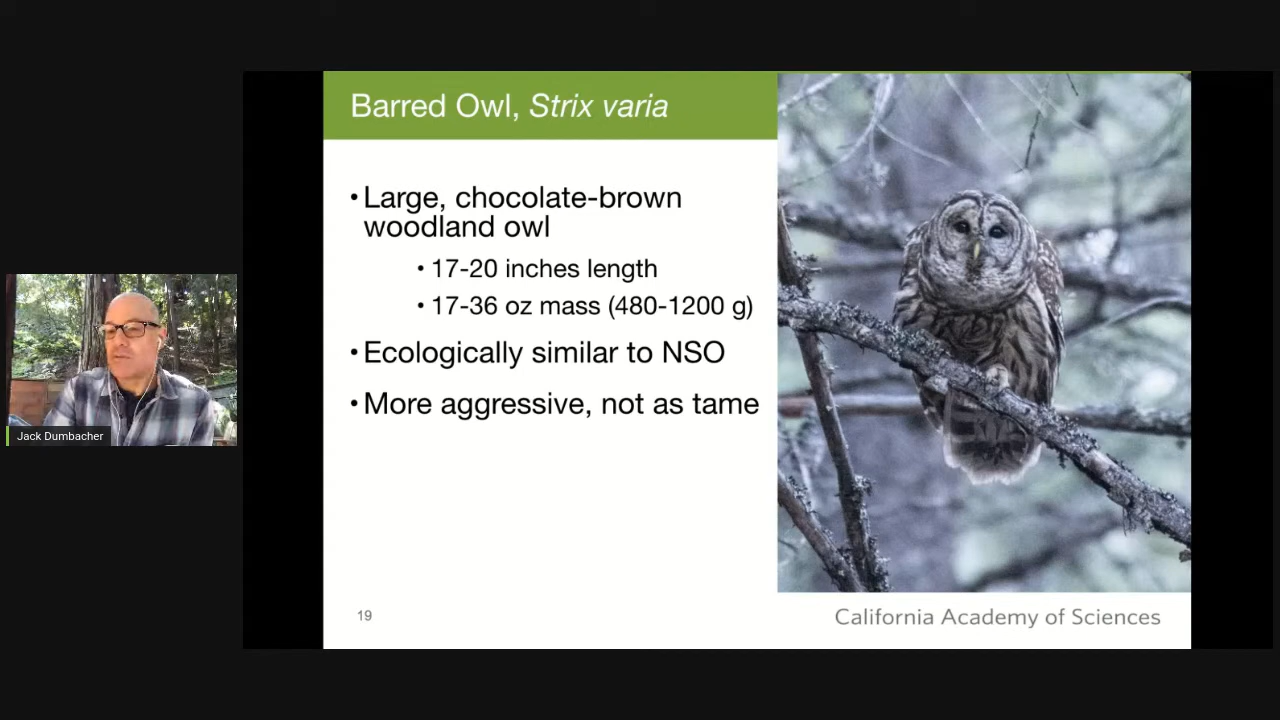 Barred Owl, Strix varia
• Large, chocolate-brown
woodland owl
• 17-20 inches length
• 17-36 oz mass (480-1200 g)
• Ecologically similar to NSO
• More aggressive, not as tame
Jack Dumbacher
19
California Academy of Sciences